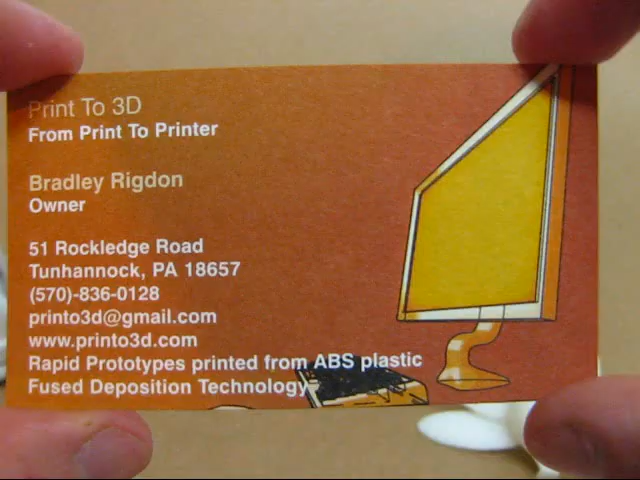 Print To 3D
From Print To Printer
Bradley Rigdon
Owner
51 Rockledge Road
Tunhannock, PA 18657
(570)-836-0128
printo3d@gmail.com
www.printo3d.com
Rapid Prototypes printed from ABS plastic
Fused Deposition Technology